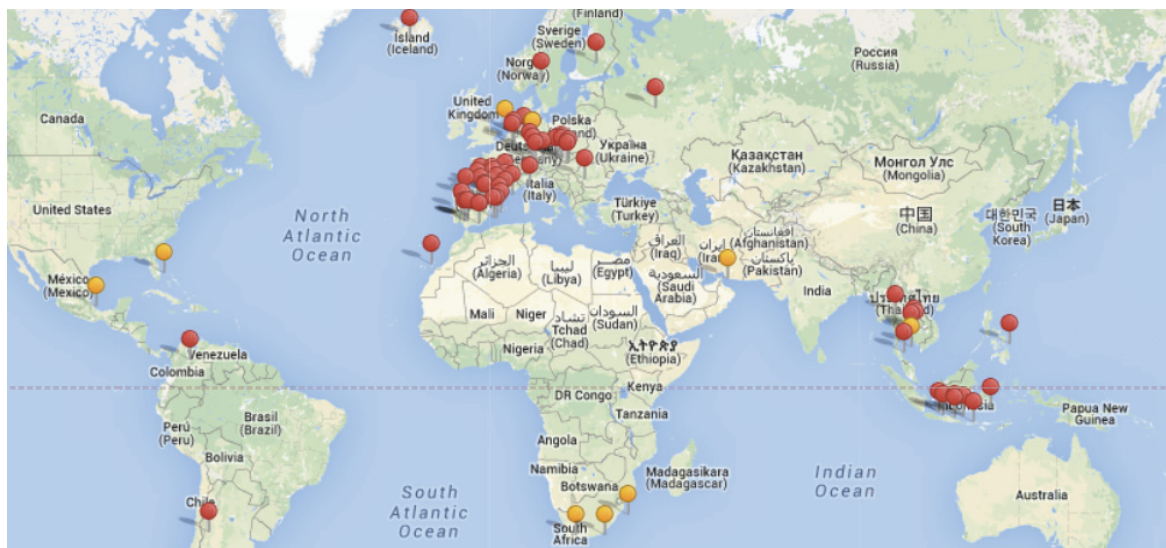 Canada
United States
México
(Mexico)
Venezuela
Colombia
Perú
(Peru)
Brasil
(Brazil)
Bolivia
Chile
North
Atlantic
Ocean
South
Atlantic
Ocean
Ísland
(Iceland)
Sverige
(Sweden)
(Finland)
Norg
(Norway)
United
Kingdom
Polska
Україна
(Ukraine)
Italia
(Italy)
Türkiye
(Turkey)
Россия
(Russia)
Қазақстан
(Kazakhstan)
Монгол Улс
(Mongolia)
中国
(China)
대한민국
(South
Korea)
日本
(Japan)
افغانستان
(Afghanistan)
پاکستان
(Pakistan)
ایران
(Iran)
العراق
(Iraq)
السعودية
(Saudi
Arabia)
مصر
(Egypt)
ليبيا
(Libya)
الجزائر
(Algeria)
Mali
Niger
تشاد
Tchad
(Chad)
السودان
(Sudan)
Nigeria
ኢትዮጵያ
(Ethiopia)
Kenya
DR Congo
Tanzania
Angola
Namibia
Botswana
Madagasikara
(Madagascar)
South
Africa
India
Indian
Ocean
Papua New
Guinea
Australia